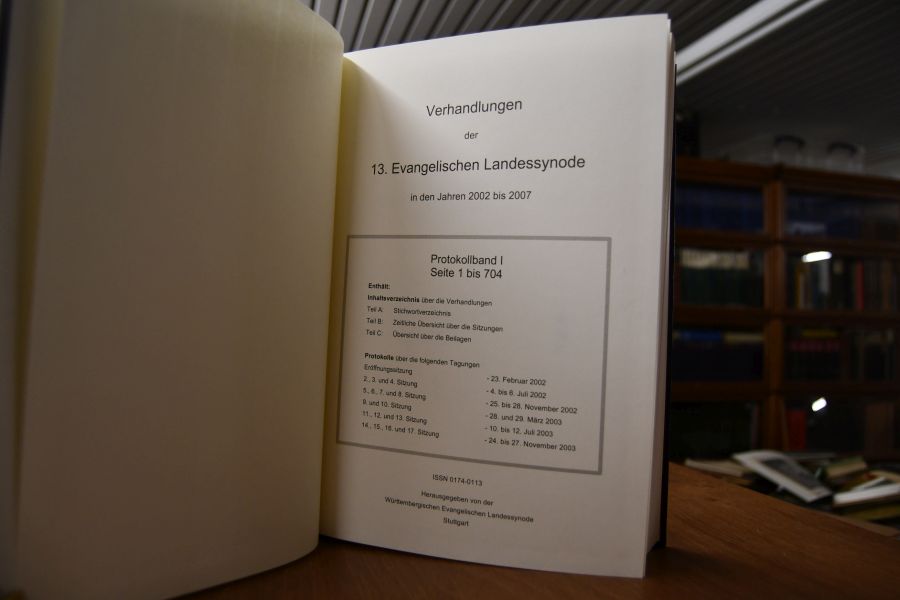 Verhandlungen
der
13. Evangelischen Landessynode
in den Jahren 2002 bis 2007
Protokollband I
Seite 1 bis 704
Enthält:
Inhaltsverzeichnis über die Verhandlungen
Teil A: Stichwortverzeichnis
Teil B: Zeitliche Übersicht über die Sitzungen
Teil C: Übersicht über die Beilagen
Protokolle über die folgenden Tagungen
Eröffnungssitzung - 23. Februar 2002
2., 3. und 4. Sitzung - 4. bis 6. Juli 2002
5., 6., 7. und 8. Sitzung - 25. bis 28. November 2002
9. und 10. Sitzung - 28. und 29. März 2003
11., 12. und 13. Sitzung - 10. bis 12. Juli 2003
14., 15., 16. und 17. Sitzung - 24. bis 27. November 2003
ISSN 0174-0113
Herausgegeben von der
Württembergischen Evangelischen Landessynode
Stuttgart